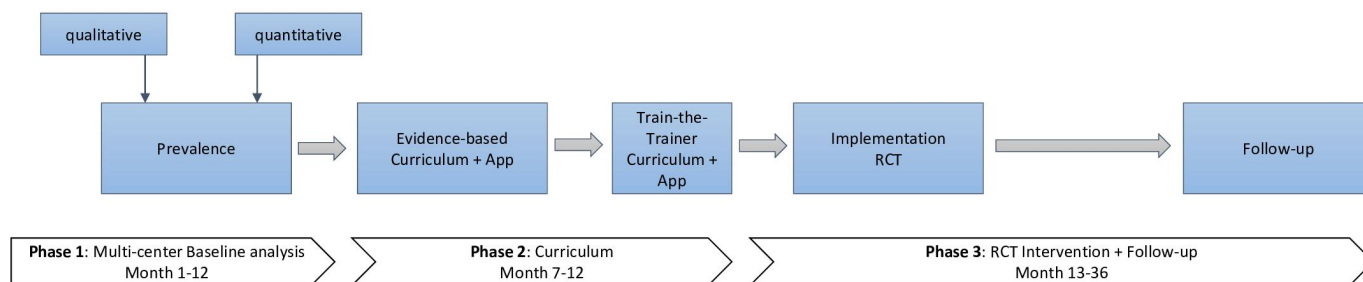 qualitative
quantitative
Prevalence
Evidence-based
Curriculum + App
Train-the-
Trainer
Curriculum +
App
Implementation
RCT
Follow-up
Phase 1: Multi-center Baseline analysis
Month 1-12
Phase 2: Curriculum
Month 7-12
Phase 3: RCT Intervention + Follow-up
Month 13-36